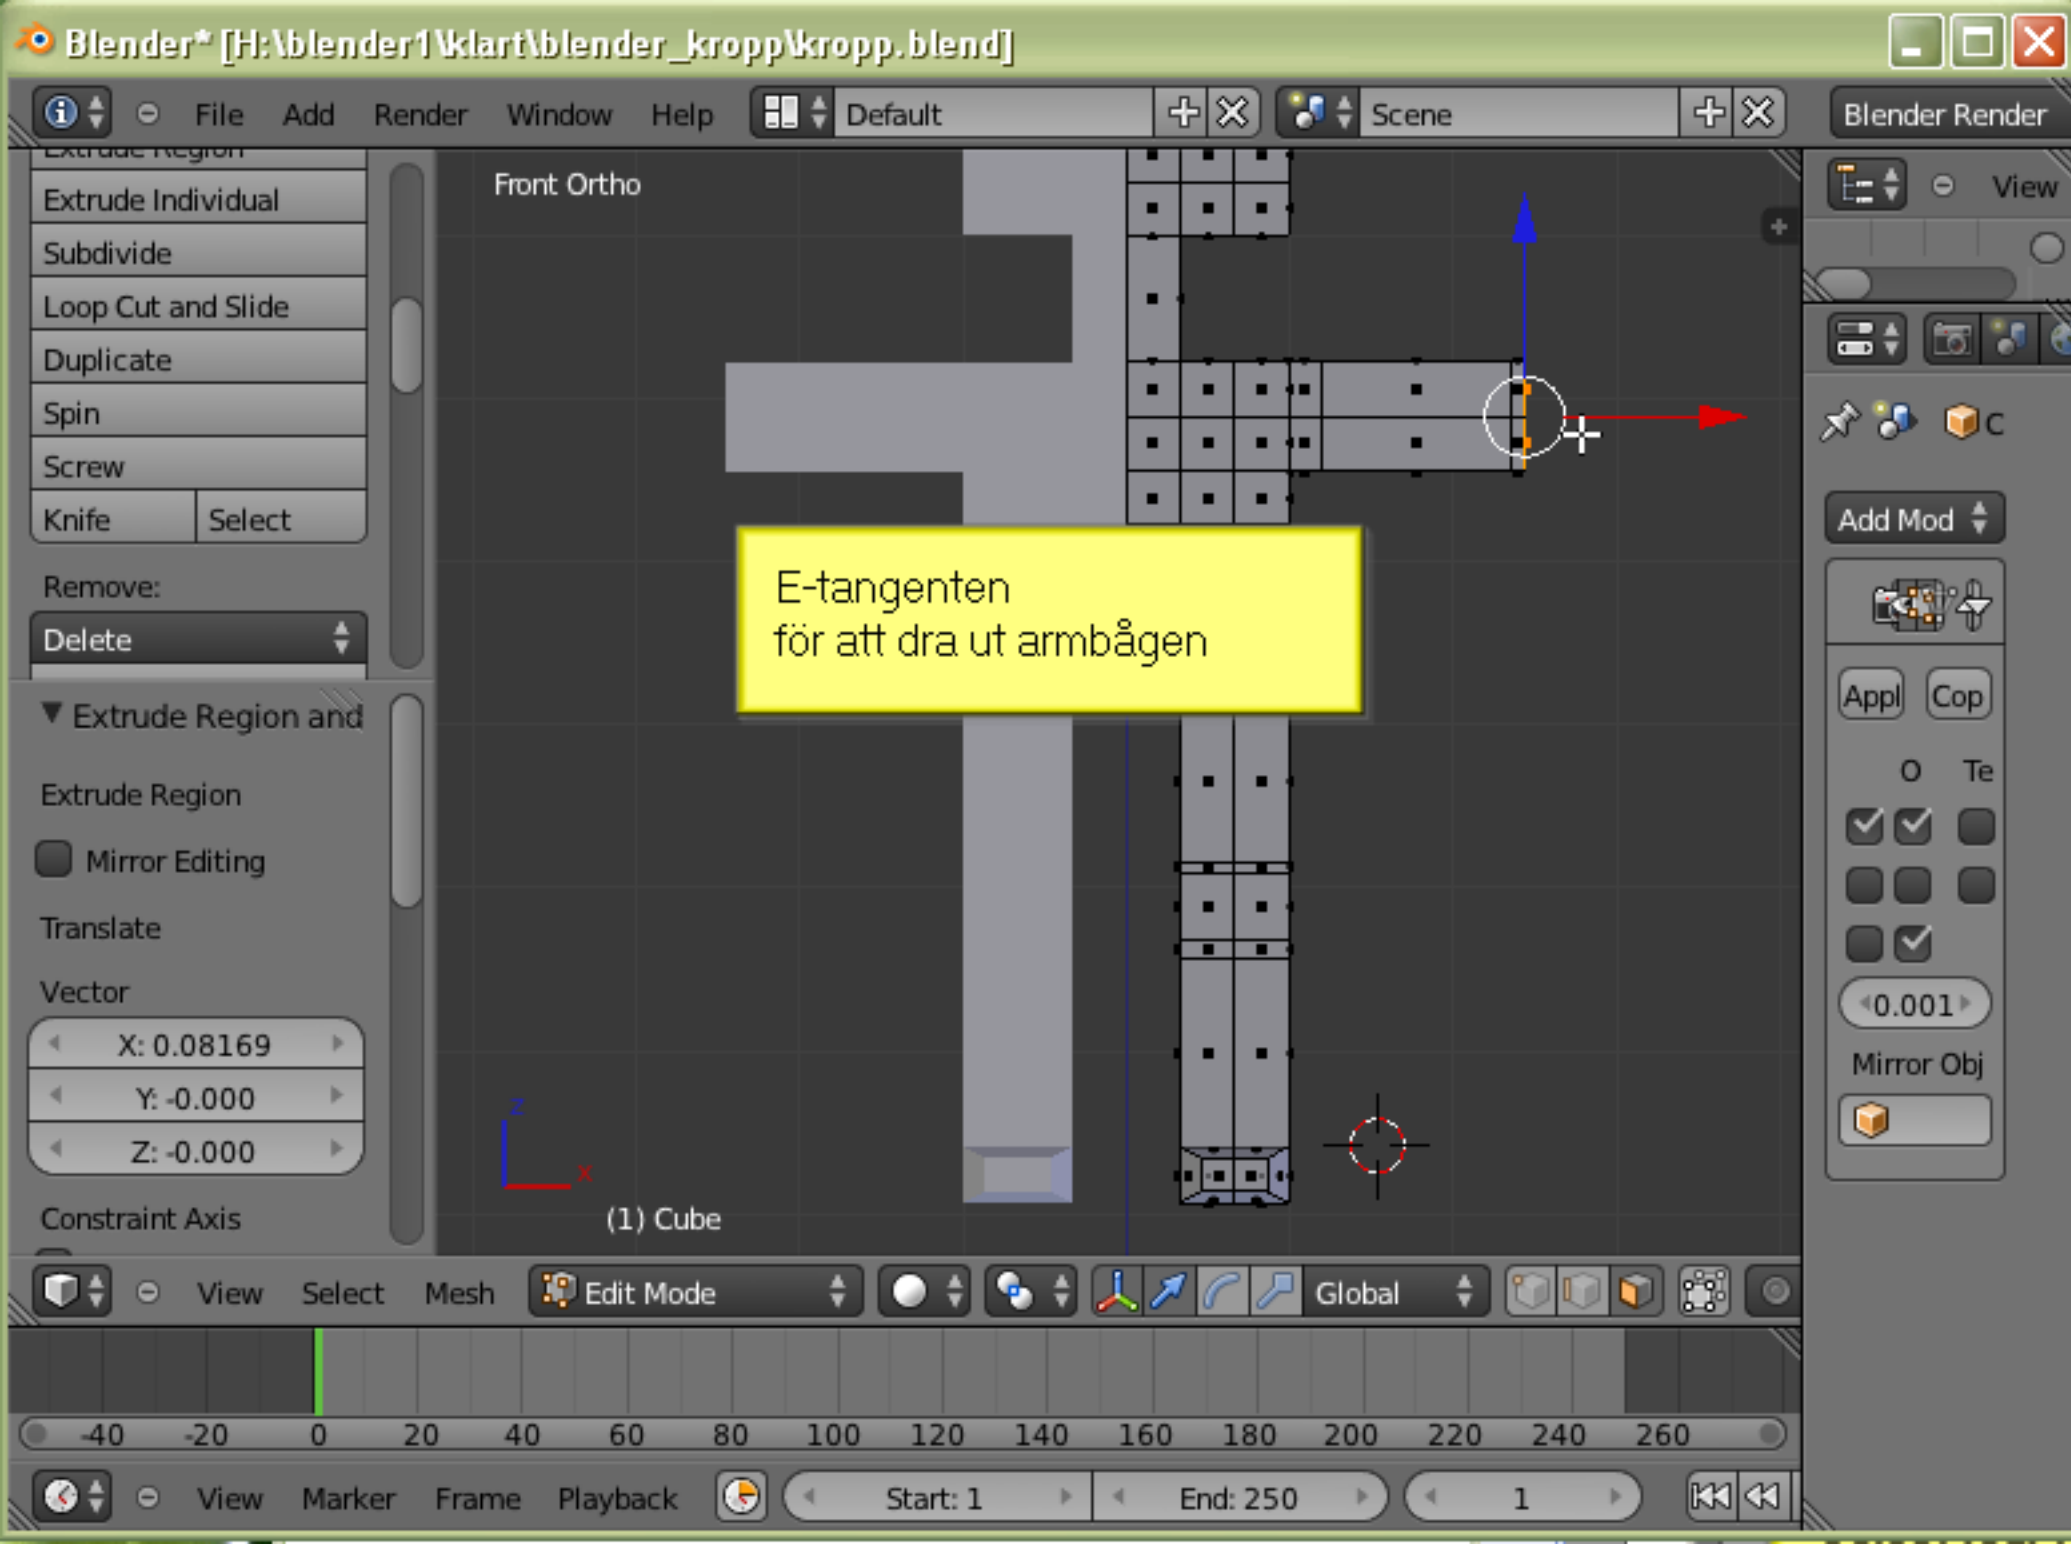 Blender* [H:\blender1\klart\blender_kropp\kropp.blend]
File Add Render Window Help Default Scene Blender Render
Extrude Region
Extrude Individual
Subdivide
Loop Cut and Slide
Duplicate
Spin
Screw
Knife Select
Remove:
Delete
Extrude Region and
Extrude Region
Mirror Editing
Translate
Vector
X: 0.08169
Y: -0.000
Z: -0.000
Constraint Axis
Front Ortho
E-tangenten
för att dra ut armbågen
z
x
(1) Cube
View
C
Add Mod
Appl Cop
O Te
0.001
Mirror Obj
View Select Mesh Edit Mode Global
-40 -20 0 20 40 60 80 100 120 140 160 180 200 220 240 260
View Marker Frame Playback Start: 1 End: 250 1